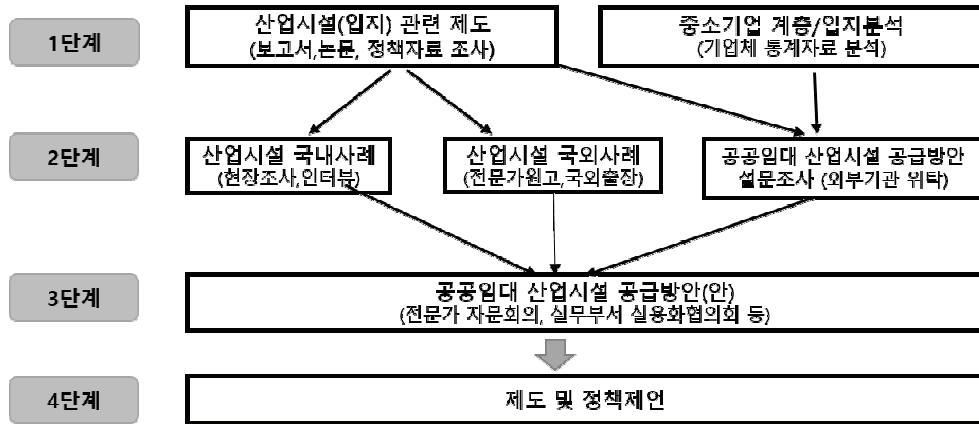 1단계
산업시설(입지) 관련 제도
(보고서,논문, 정책자료 조사)
중소기업 계층/입지분석
(기업체 통계자료 분석)
2단계
산업시설 국내사례
(현장조사,인터뷰)
산업시설 국외사례
(전문가원고,국외출장)
공공임대 산업시설 공급방안
설문조사 (외부기관 위탁)
3단계
공공임대 산업시설 공급방안(안)
(전문가 자문회의, 실무부서 실용화협의회 등)
4단계
제도 및 정책제언